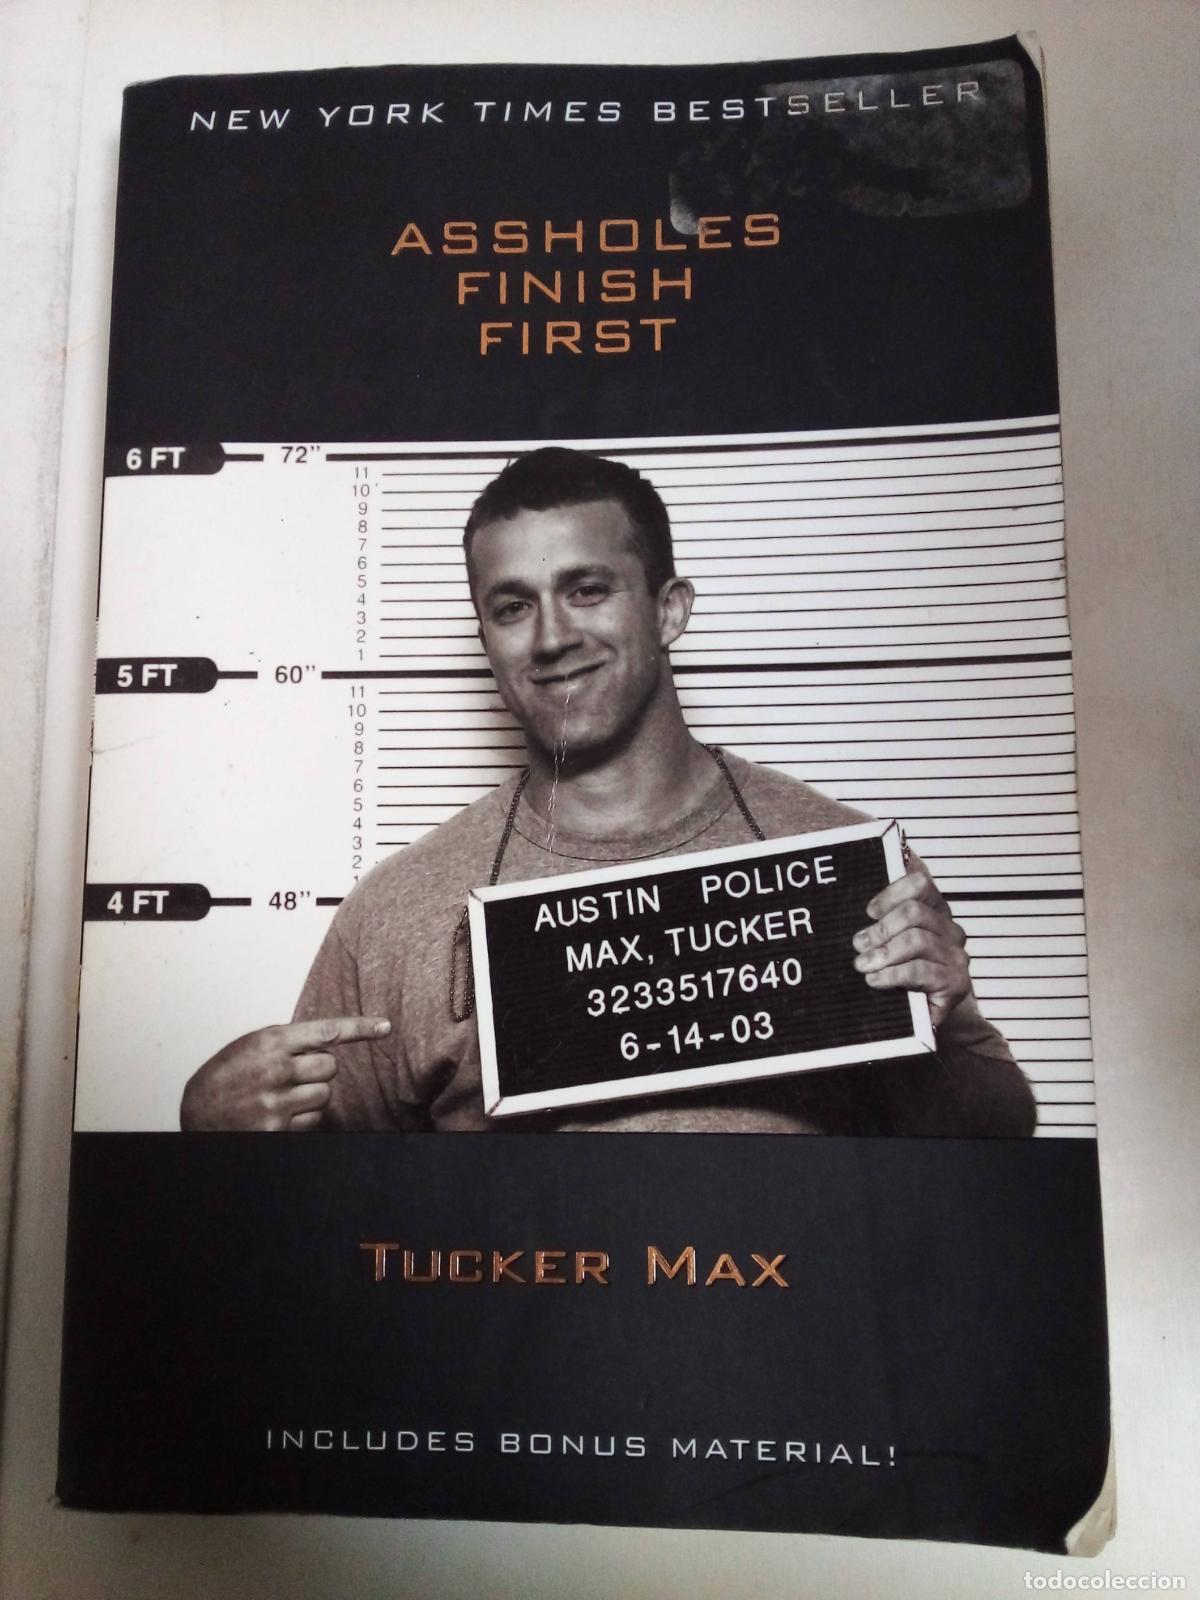 NEW YORK TIMES BESTSELLER
ASSHOLES
FINISH
FIRST
6 FT 72"
11
10
9
8
7
6
5
4
3
2
1
5 FT 60"
11
10
9
8
7
6
5
4
3
2
1
4 FT 48"
AUSTIN POLICE
MAX, TUCKER
3233517640
6-14-03
TUCKER MAX
INCLUDES BONUS MATERIAL!
todocoleccion